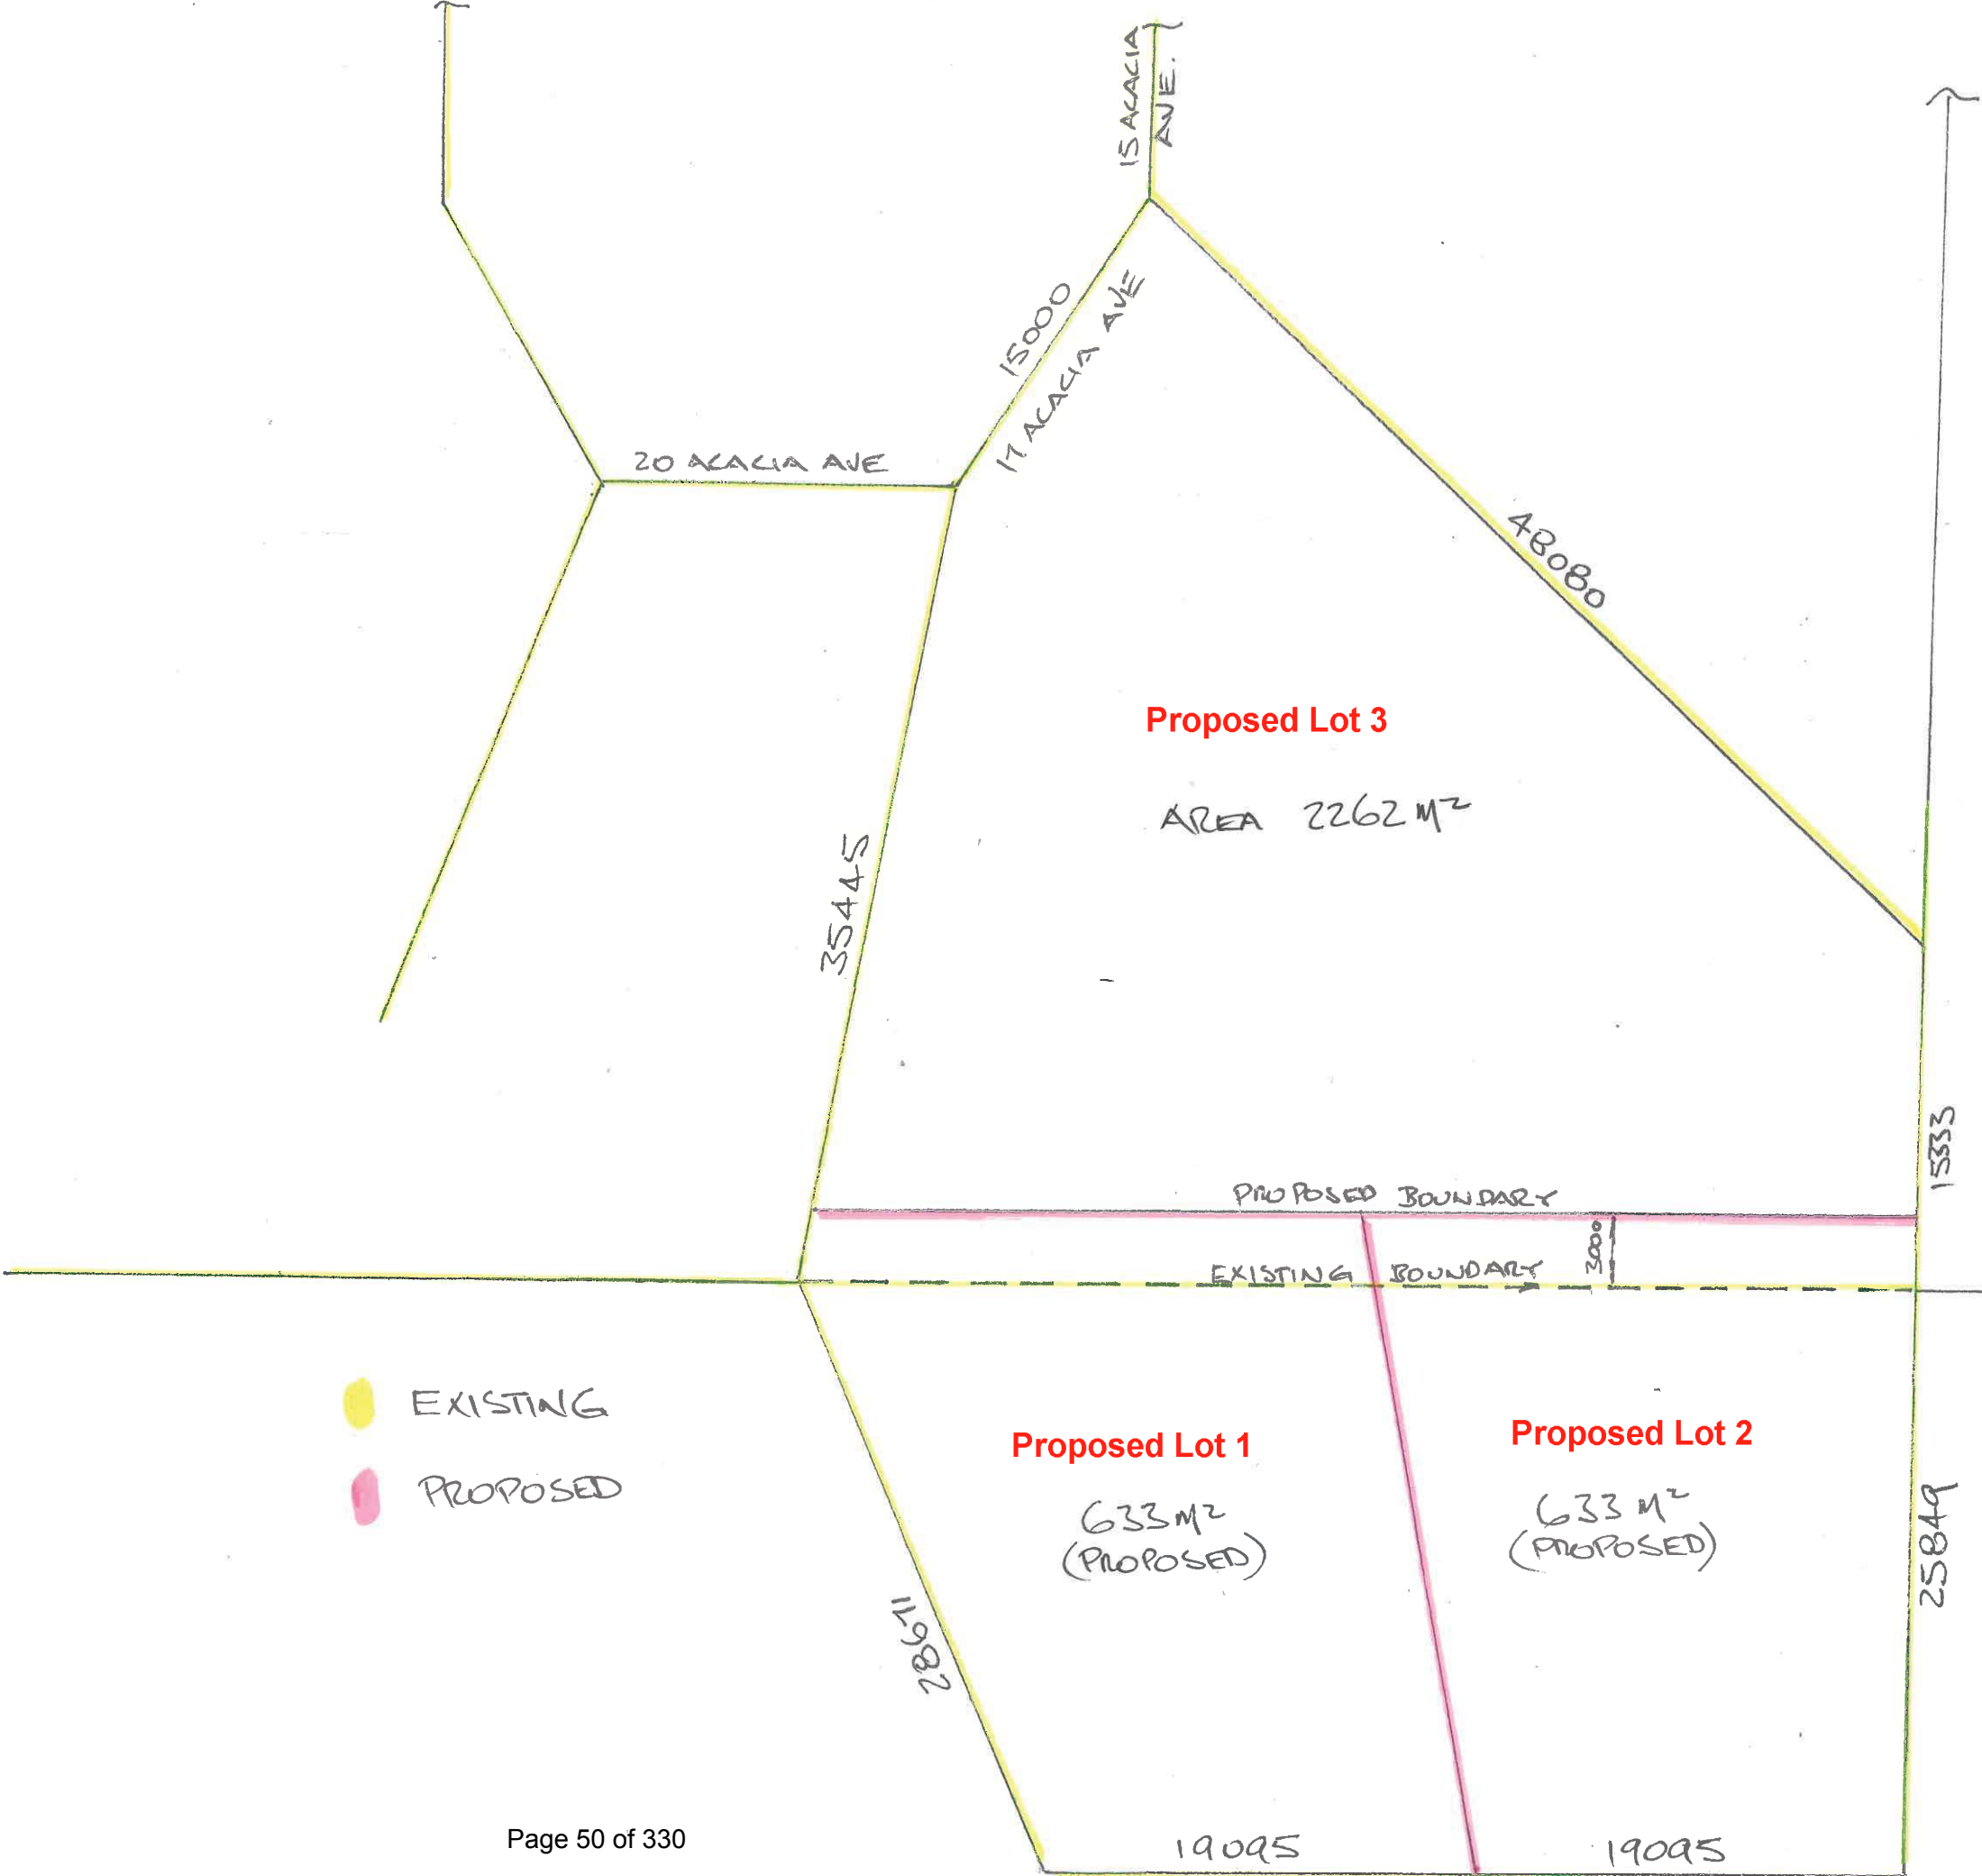 15 ACACIA
AVE.
15000
17 ACACIA AVE
20 ACACIA AVE
48080
Proposed Lot 3
AREA 2262 M²
35445
15333
PROPOSED BOUNDARY
3000
EXISTING BOUNDARY
EXISTING
PROPOSED
Proposed Lot 1
633 M²
(PROPOSED)
Proposed Lot 2
633 M²
(PROPOSED)
25849
28671
19095
19095
Page 50 of 330